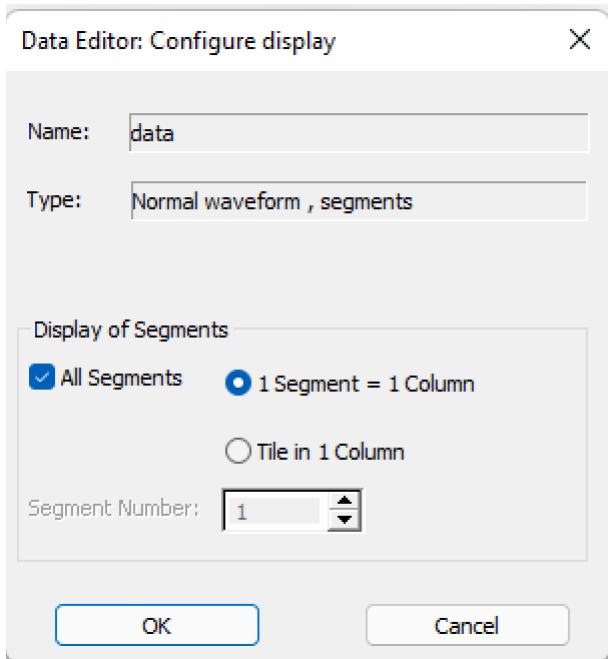 Data Editor: Configure display
Name: data
Type: Normal waveform , segments
Display of Segments
All Segments 1 Segment = 1 Column
Tile in 1 Column
Segment Number: 1
OK Cancel